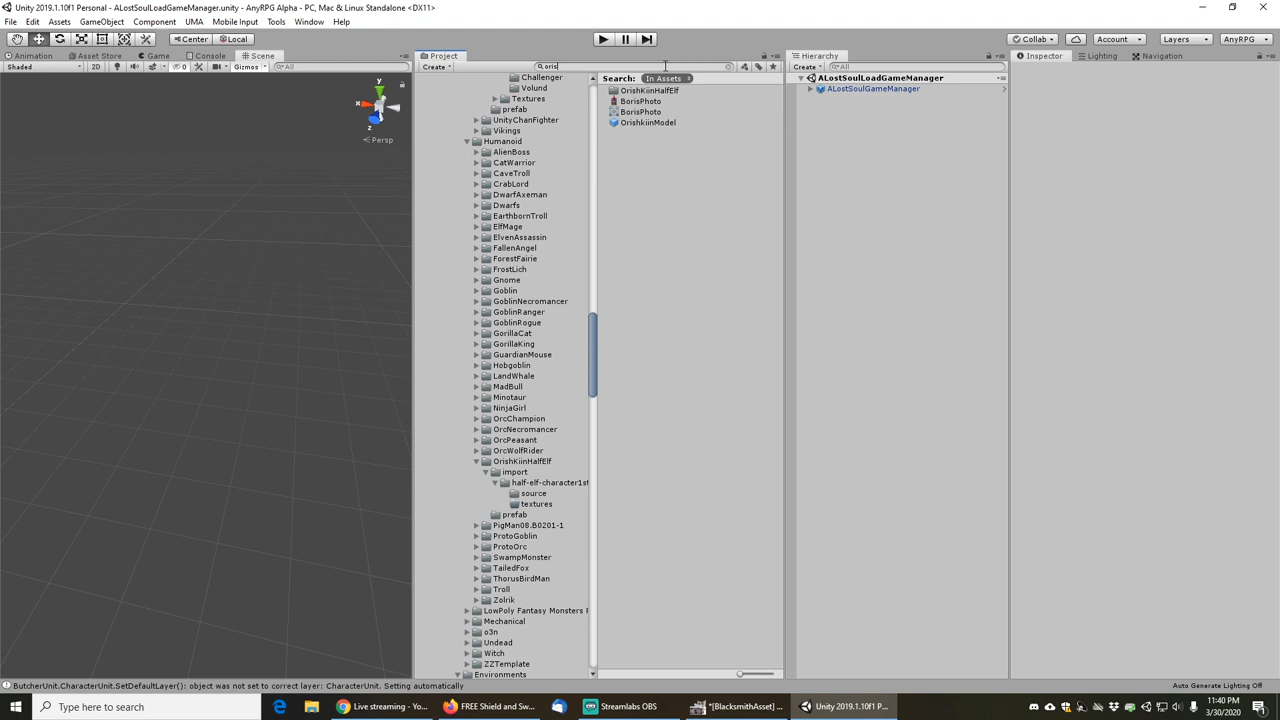 Unity 2019.1.10f1 Personal - ALostSoulLoadGameManager.unity - AnyRPG Alpha - PC, Mac & Linux Standalone <DX11>
File Edit Assets GameObject Component UMA Mobile Input Tools Window Help
Center Local Collab Account Layers AnyRPG
Animation Asset Store Game Console Scene Project Hierarchy Inspector Lighting Navigation
Shaded 2D 0 Gizmos All Create oris Create All
Search: In Assets
y
x
z
Persp
Challenger
Volund
Textures
prefab
UnityChanFighter
Vikings
Humanoid
AlienBoss
CatWarrior
CaveTroll
CrabLord
DwarfAxeman
Dwarfs
EarthbornTroll
ElfMage
ElvenAssassin
FallenAngel
ForestFairie
FrostLich
Gnome
Goblin
GoblinNecromancer
GoblinRanger
GoblinRogue
GorillaCat
GorillaKing
GuardianMouse
Hobgoblin
LandWhale
MadBull
Minotaur
NinjaGirl
OrcChampion
OrcNecromancer
OrcPeasant
OrcWolfRider
OrishKiinHalfElf
import
half-elf-character1st
source
textures
prefab
PigMan08.B0201-1
ProtoGoblin
ProtoOrc
SwampMonster
TailedFox
ThorusBirdMan
Troll
Zolrik
LowPoly Fantasy Monsters P
Mechanical
o3n
Undead
Witch
ZZTemplate
Environments
OrishKiinHalfElf
BorisPhoto
BorisPhoto
OrishkiinModel
ALostSoulLoadGameManager
ALostSoulGameManager
ButcherUnit.CharacterUnit.SetDefaultLayer(): object was not set to correct layer: CharacterUnit. Setting automatically
Auto Generate Lighting Off
Type here to search
Live streaming - Yo...
FREE Shield and Sw...
Streamlabs OBS
*[BlacksmithAsset] ...
Unity 2019.1.10f1 P...
11:40 PM
3/30/2020